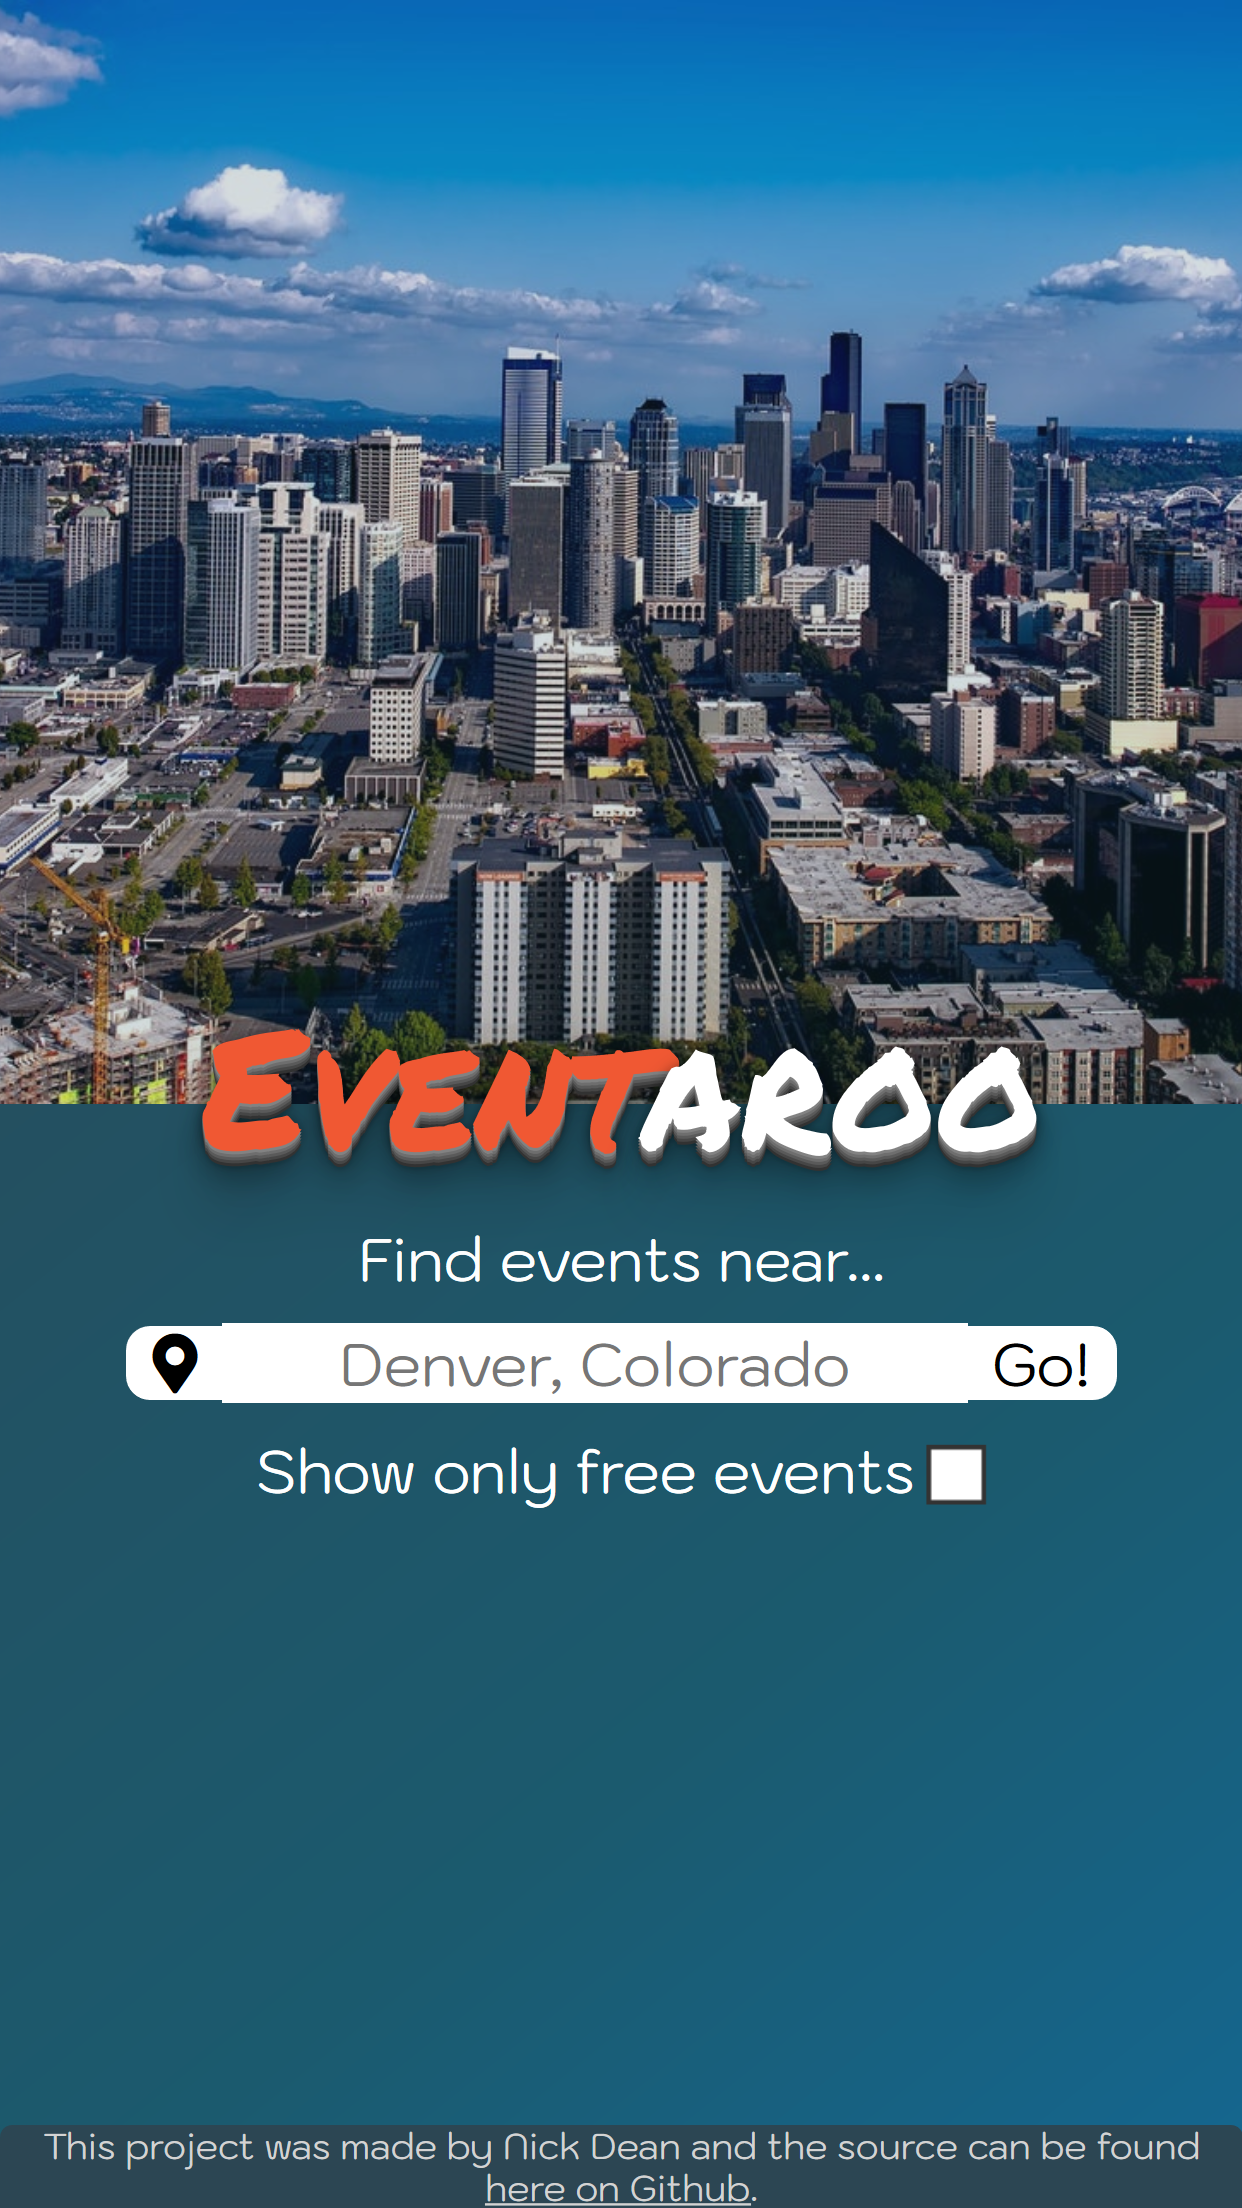 Eventaroo
Find events near...
Denver, Colorado
Go!
Show only free events
This project was made by Nick Dean and the source can be found
here on Github.